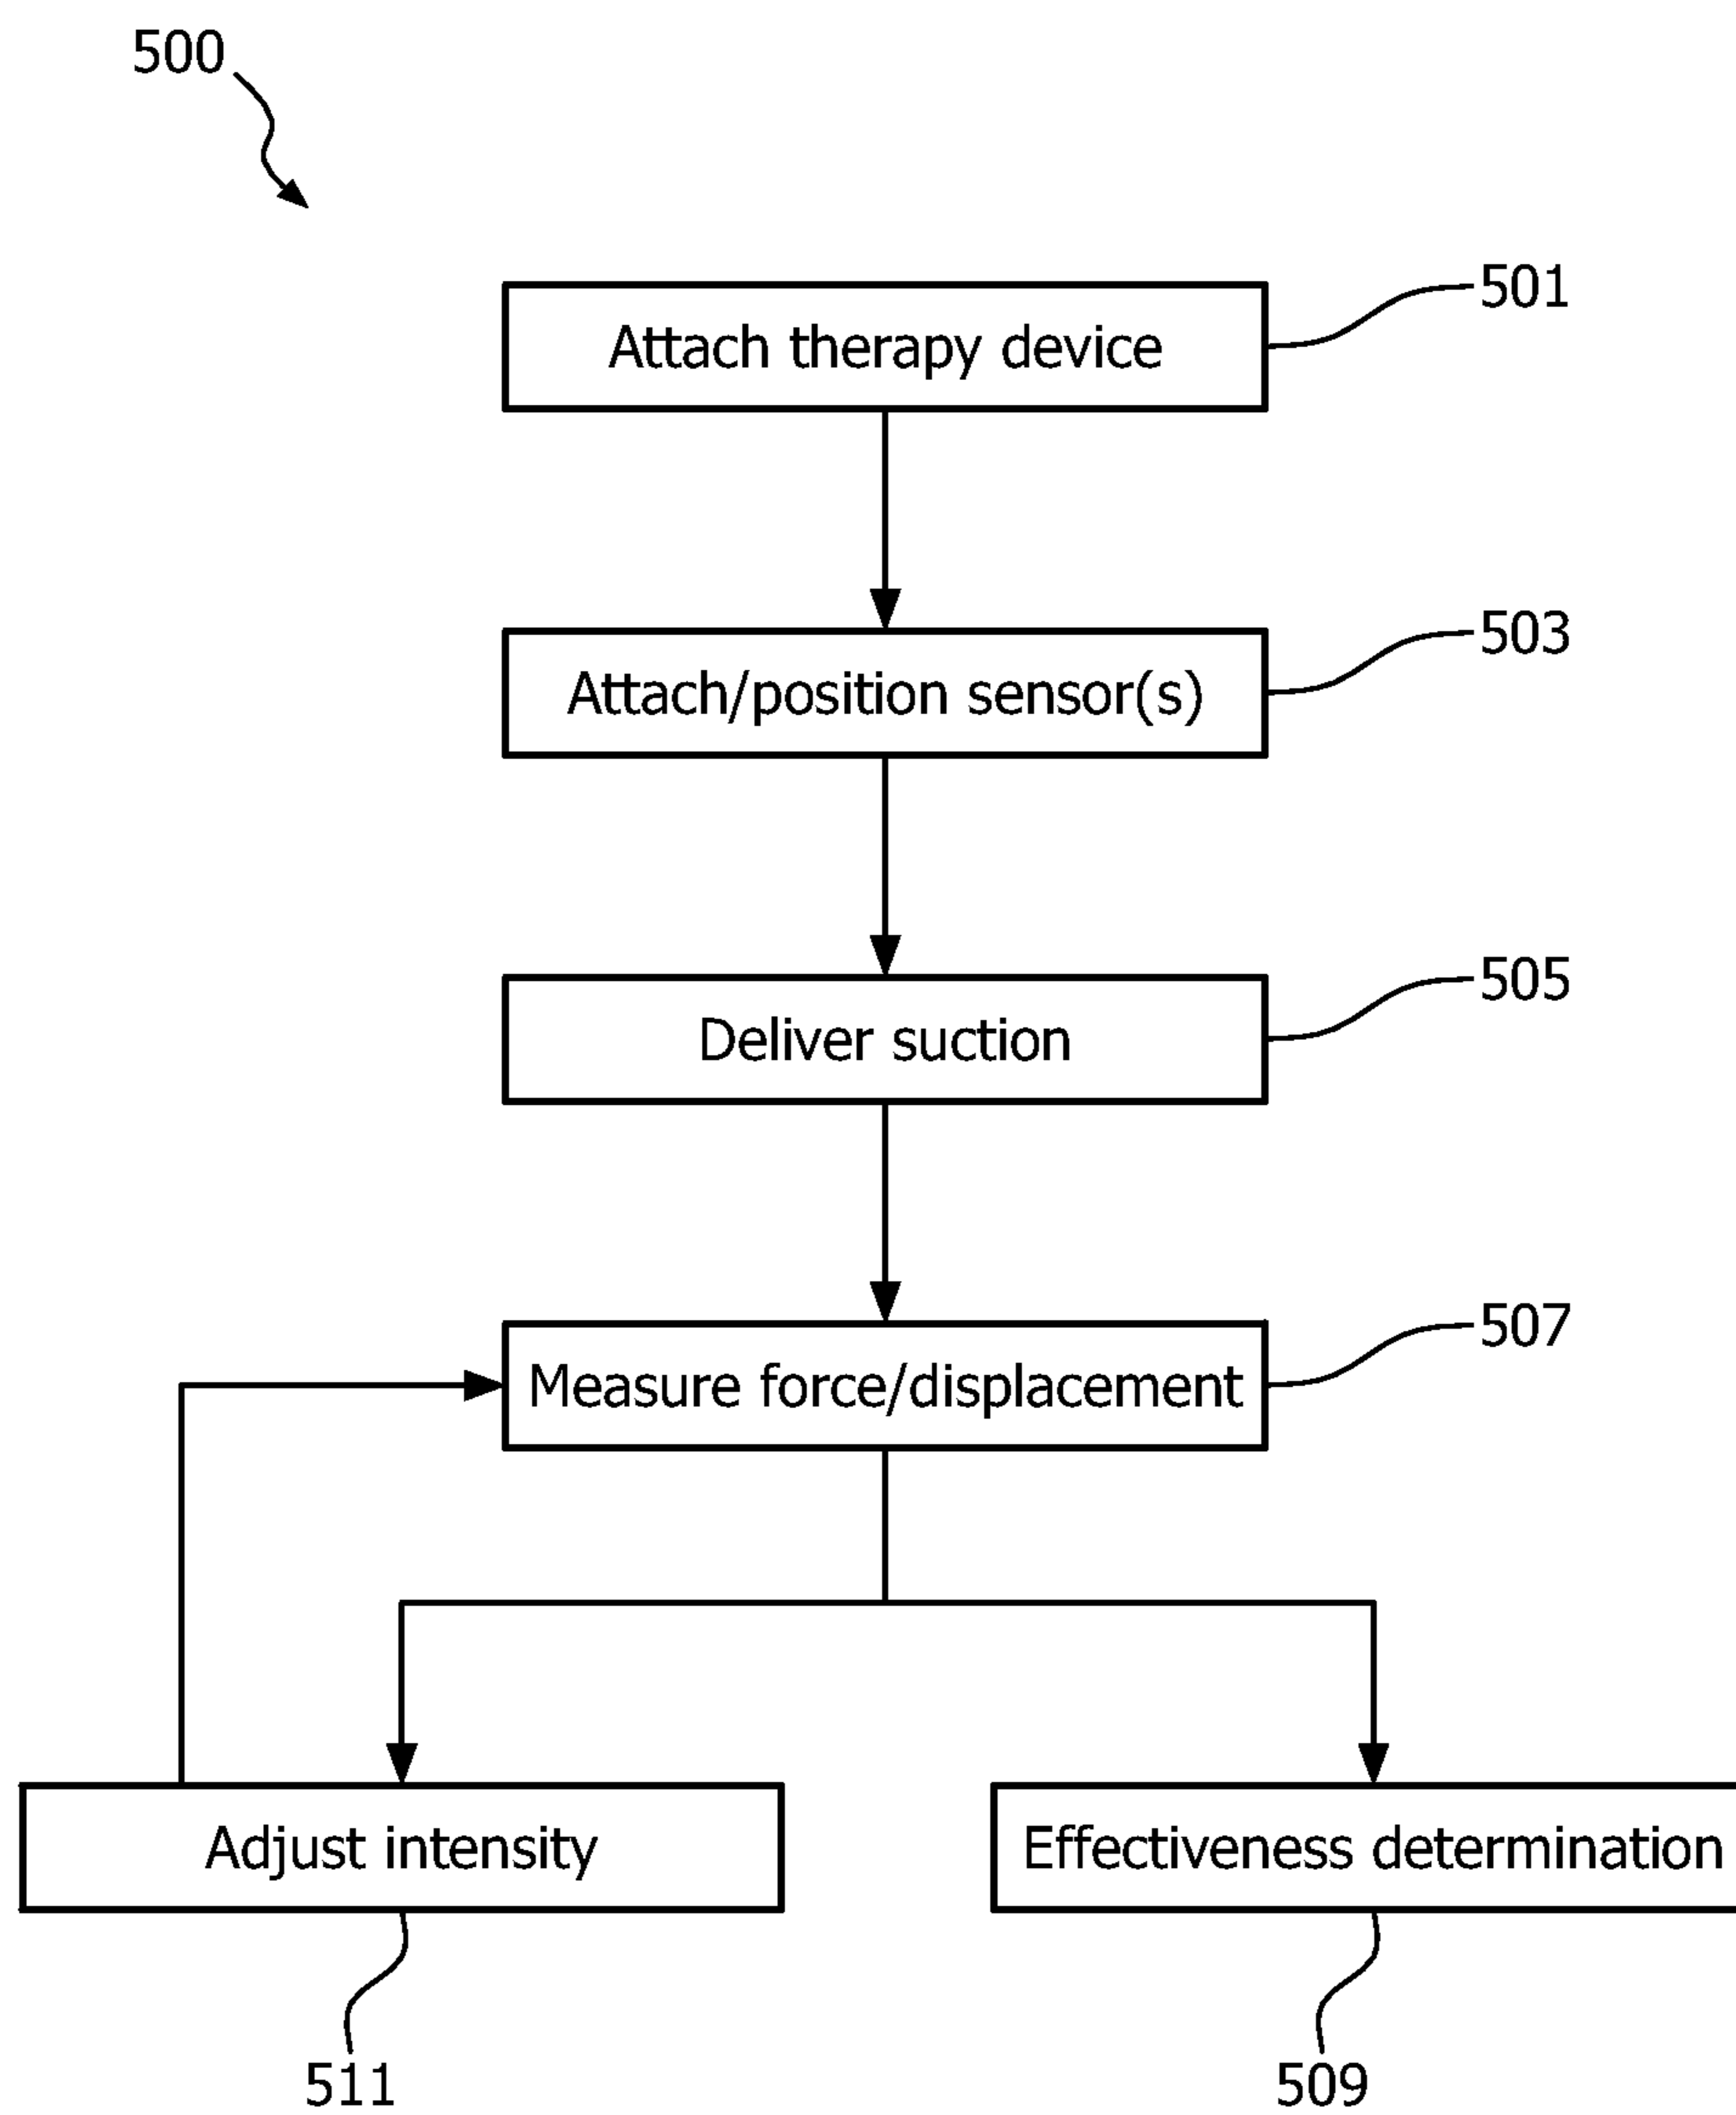 500
Attach therapy device
501
Attach/position sensor(s)
503
Deliver suction
505
Measure force/displacement
507
Adjust intensity
Effectiveness determination
511
509